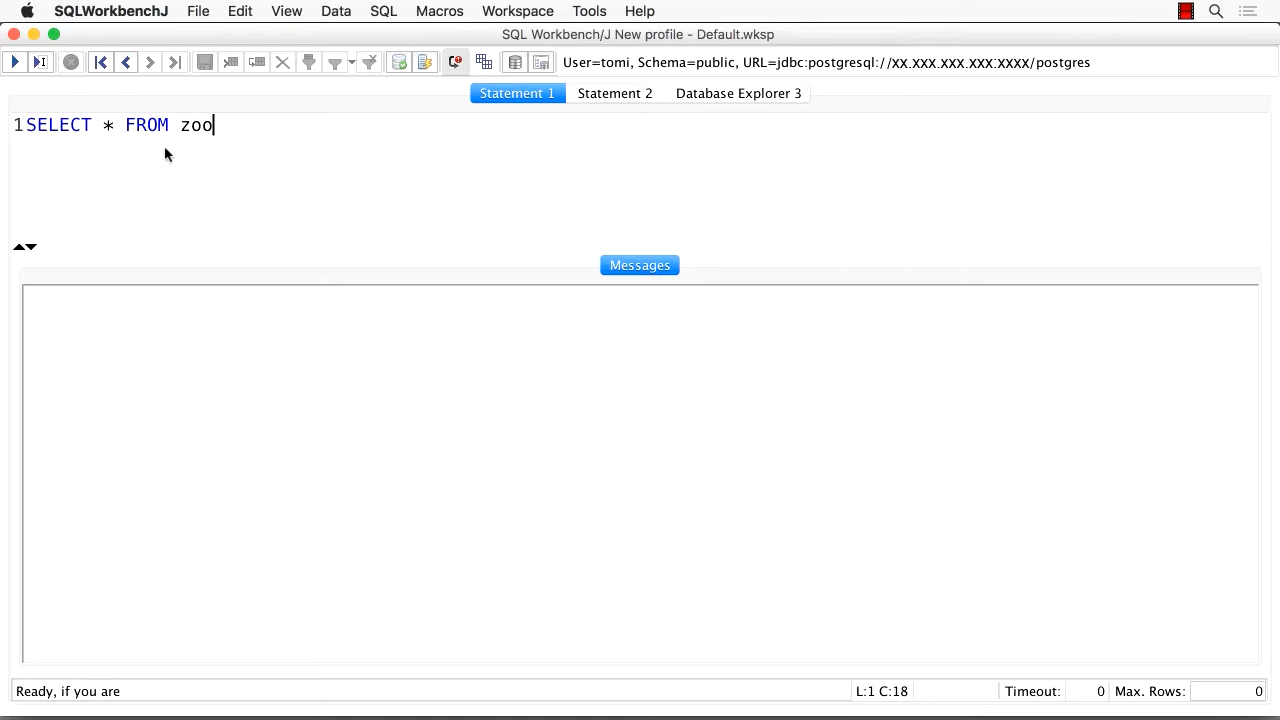 SQLWorkbenchJ File Edit View Data SQL Macros Workspace Tools Help
SQL Workbench/J New profile - Default.wksp
User=tomi, Schema=public, URL=jdbc:postgresql://xx.xxx.xxx.xxx:xxxx/postgres
Statement 1 Statement 2 Database Explorer 3
1SELECT * FROM zoo
Messages
Ready, if you are L:1 C:18 Timeout: 0 Max. Rows: 0